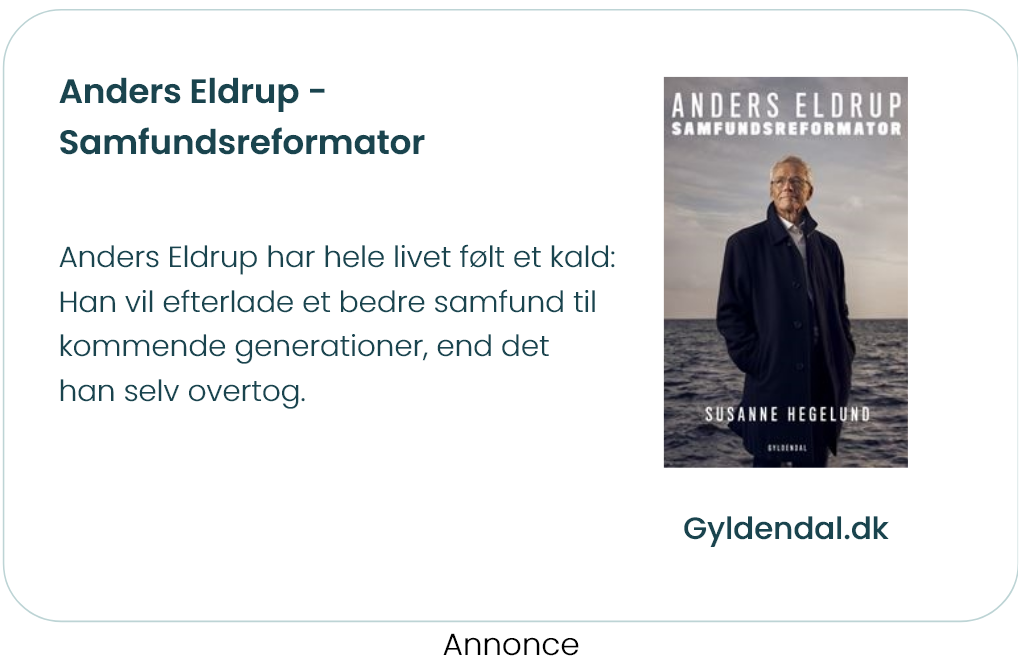 Anders Eldrup -
Samfundsreformator
Anders Eldrup har hele livet følt et kald:
Han vil efterlade et bedre samfund til
kommende generationer, end det
han selv overtog.
ANDERS ELDRUP
SAMFUNDSREFORMATOR
SUSANNE HEGELUND
GYLDENDAL
Gyldendal.dk
Annonce